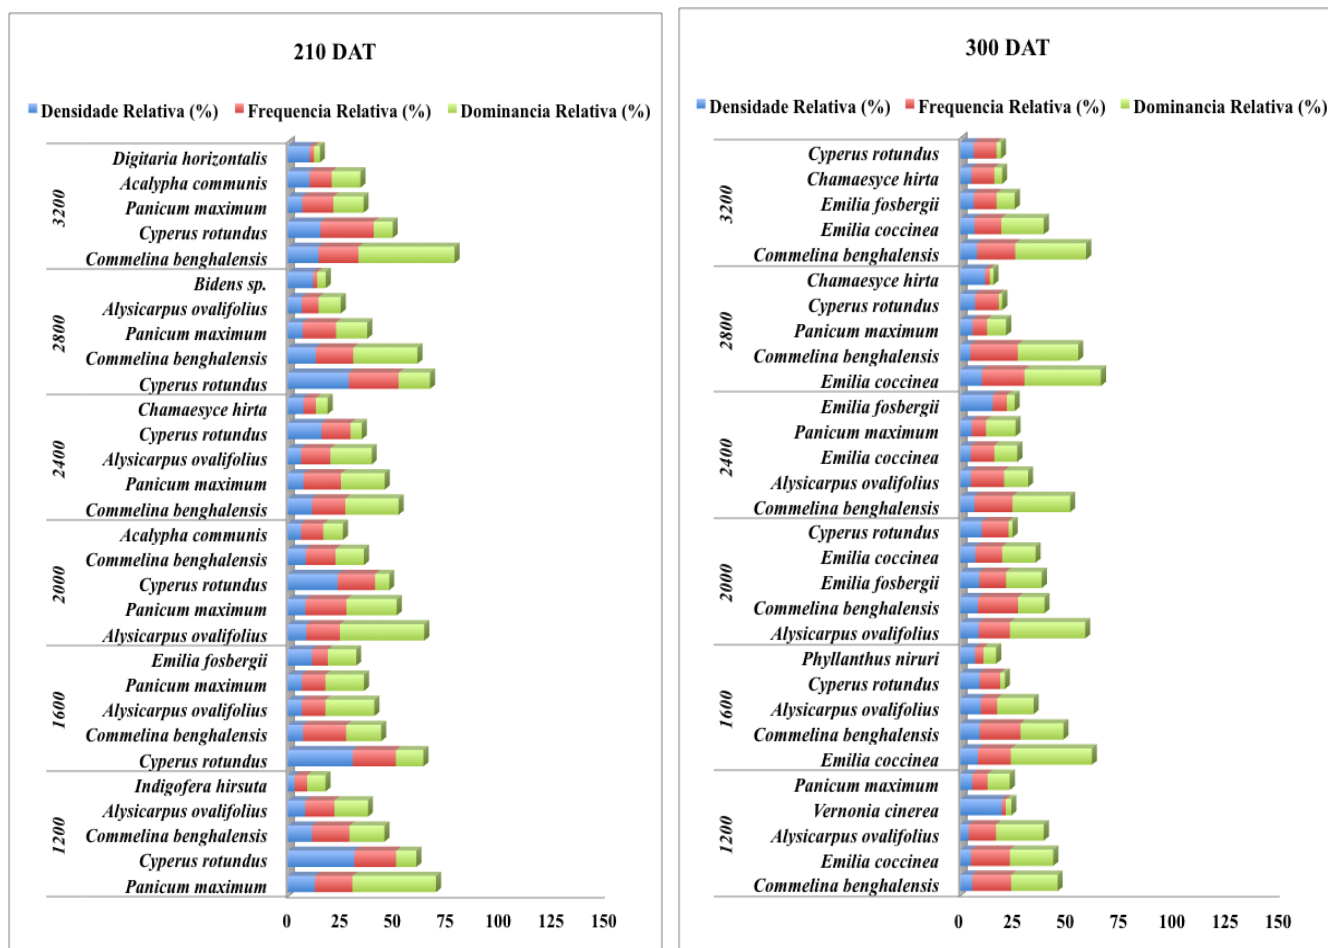 210 DAT
Densidade Relativa (%) Frequencia Relativa (%) Dominancia Relativa (%)
3200
Digitaria horizontalis
Acalypha communis
Panicum maximum
Cyperus rotundus
Commelina benghalensis
2800
Bidens sp.
Alysicarpus ovalifolius
Panicum maximum
Commelina benghalensis
Cyperus rotundus
2400
Chamaesyce hirta
Cyperus rotundus
Alysicarpus ovalifolius
Panicum maximum
Commelina benghalensis
2000
Acalypha communis
Commelina benghalensis
Cyperus rotundus
Panicum maximum
Alysicarpus ovalifolius
1600
Emilia fosbergii
Panicum maximum
Alysicarpus ovalifolius
Commelina benghalensis
Cyperus rotundus
1200
Indigofera hirsuta
Alysicarpus ovalifolius
Commelina benghalensis
Cyperus rotundus
Panicum maximum
0 25 50 75 100 125 150
300 DAT
Densidade Relativa (%) Frequencia Relativa (%) Dominancia Relativa (%)
3200
Cyperus rotundus
Chamaesyce hirta
Emilia fosbergii
Emilia coccinea
Commelina benghalensis
2800
Chamaesyce hirta
Cyperus rotundus
Panicum maximum
Commelina benghalensis
Emilia coccinea
2400
Emilia fosbergii
Panicum maximum
Emilia coccinea
Alysicarpus ovalifolius
Commelina benghalensis
2000
Cyperus rotundus
Emilia coccinea
Emilia fosbergii
Commelina benghalensis
Alysicarpus ovalifolius
1600
Phyllanthus niruri
Cyperus rotundus
Alysicarpus ovalifolius
Commelina benghalensis
Emilia coccinea
1200
Panicum maximum
Vernonia cinerea
Alysicarpus ovalifolius
Emilia coccinea
Commelina benghalensis
0 25 50 75 100 125 150